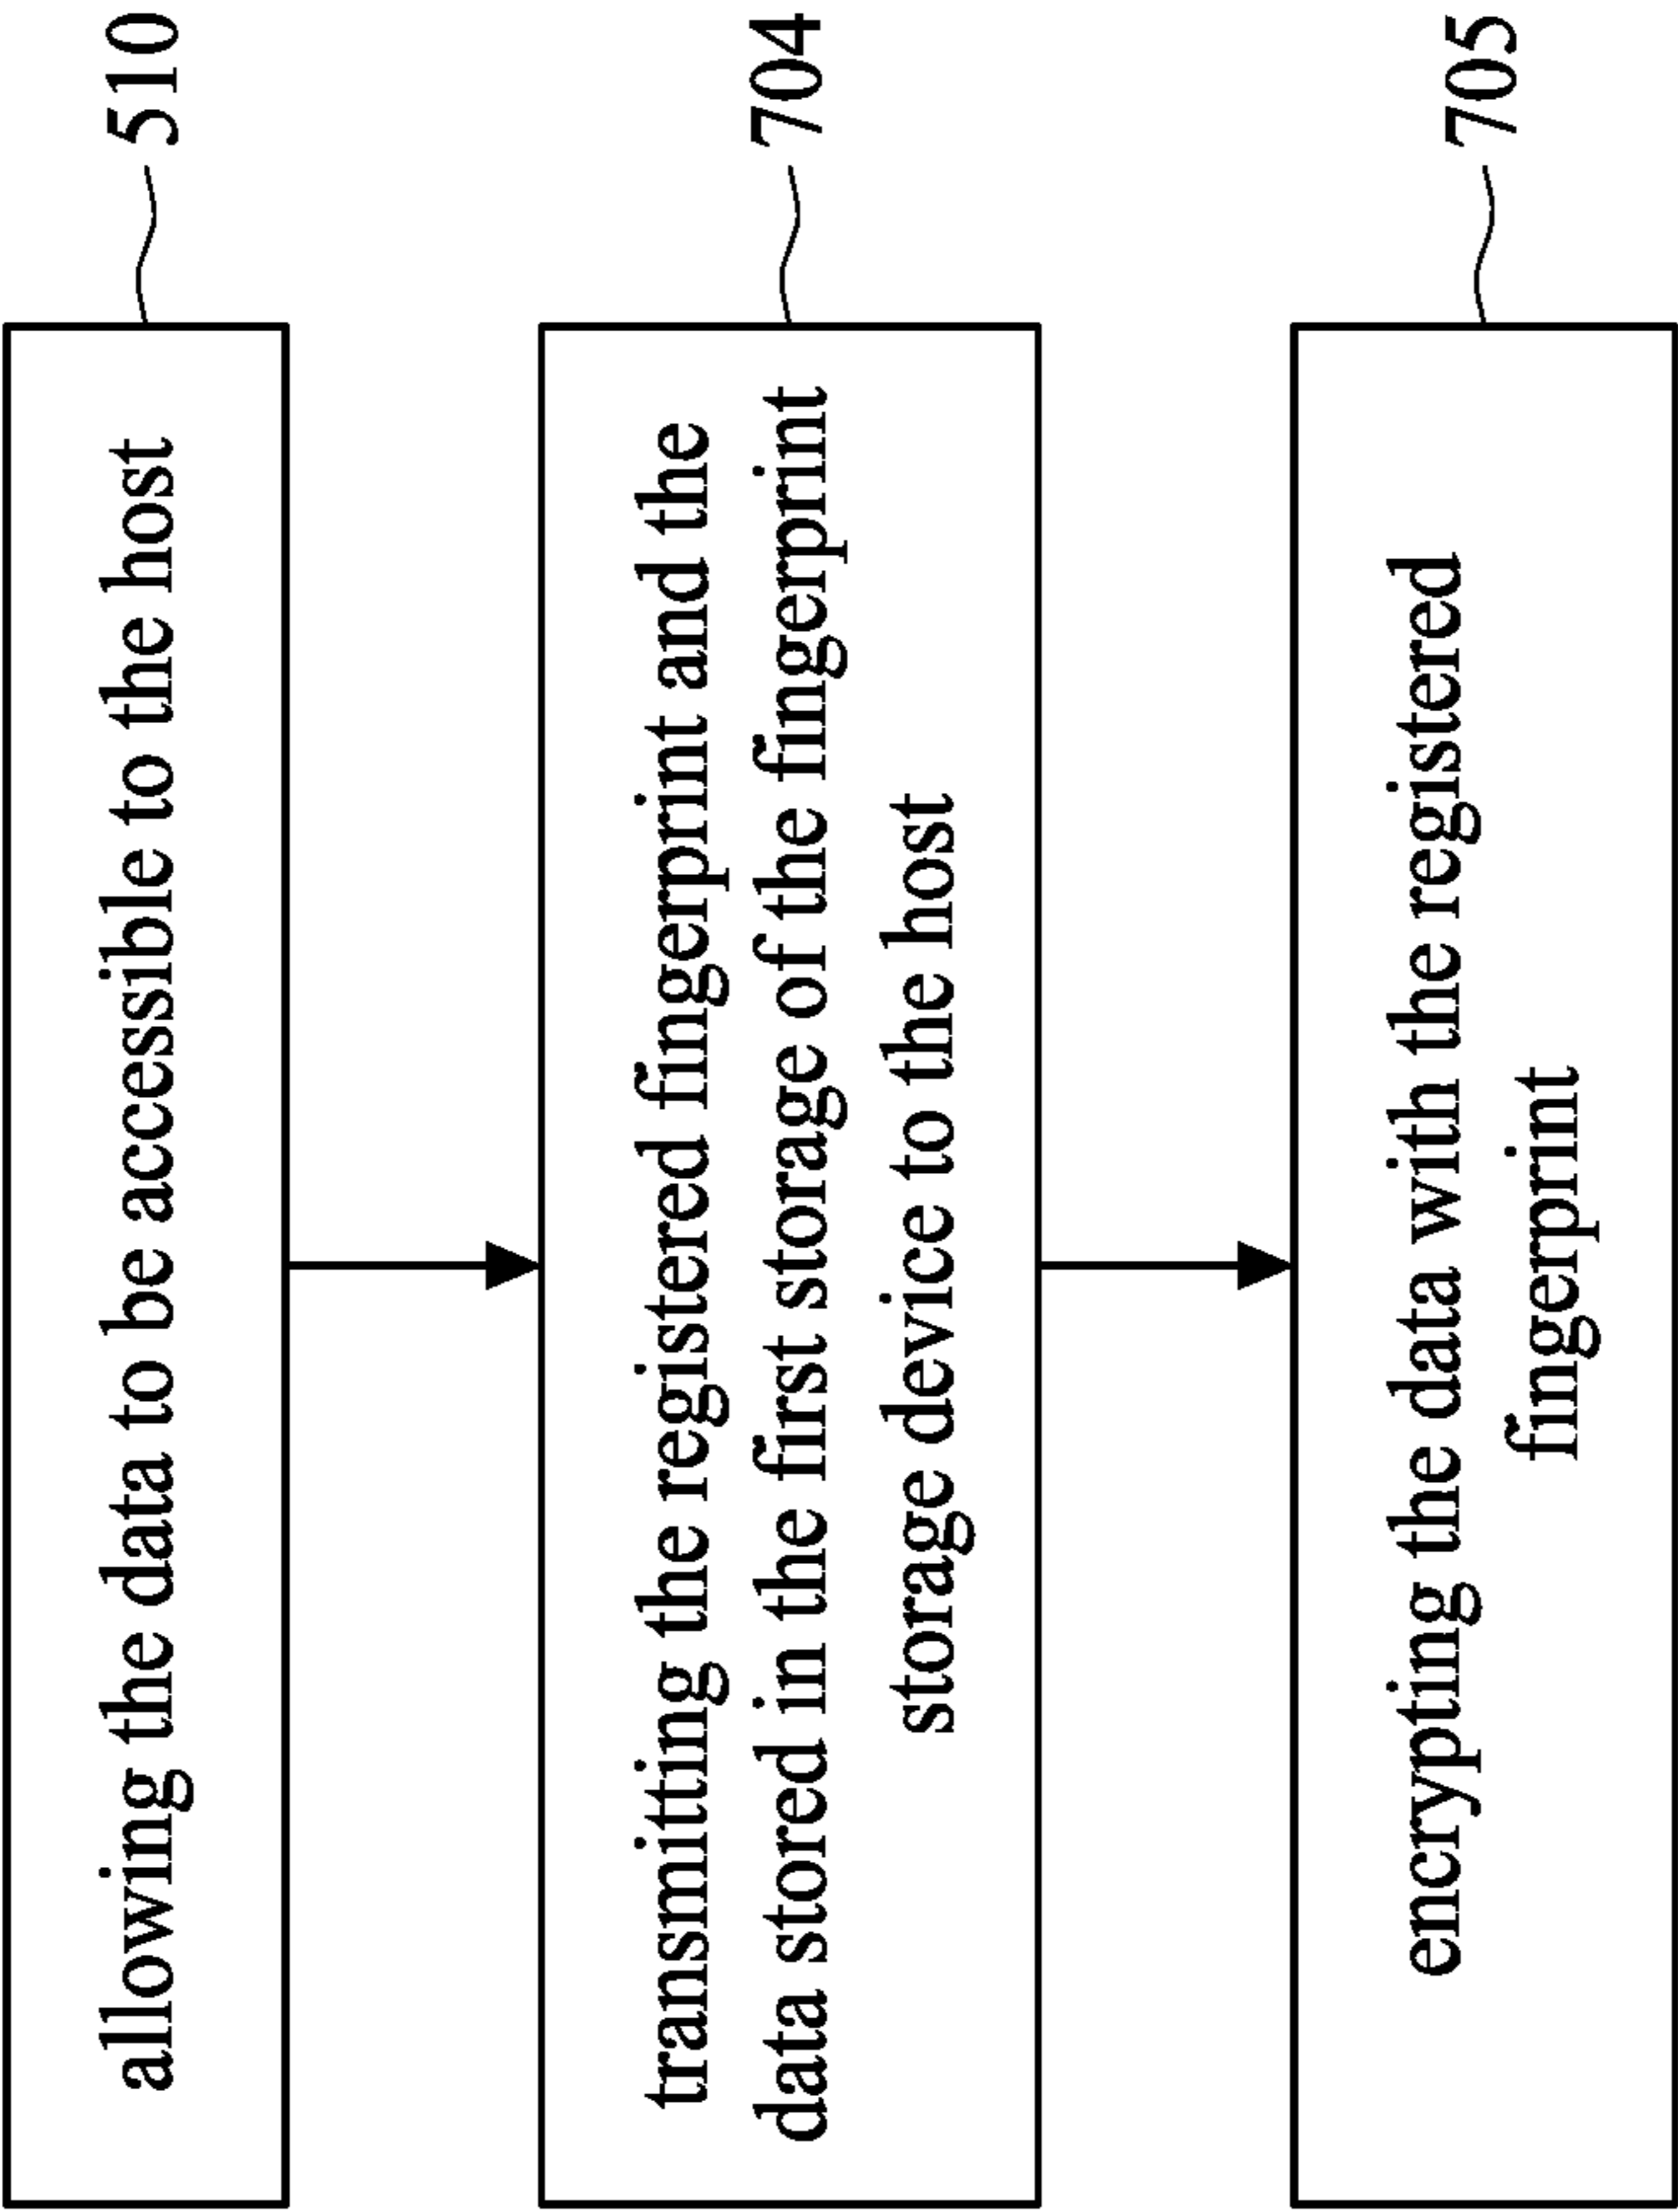 allowing the data to be accessible to the host
510
transmitting the registered fingerprint and the
data stored in the first storage of the fingerprint
storage device to the host
704
encrypting the data with the registered
fingerprint
705